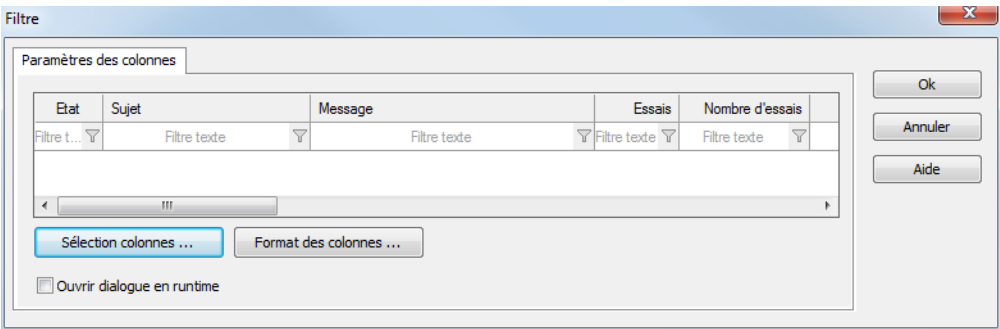 Filtre
Paramètres des colonnes
Ok
Etat Sujet Message Essais Nombre d'essais
Filtre t... Filtre texte Filtre texte Filtre texte Filtre texte
Annuler
Aide
Sélection colonnes ... Format des colonnes ...
Ouvrir dialogue en runtime